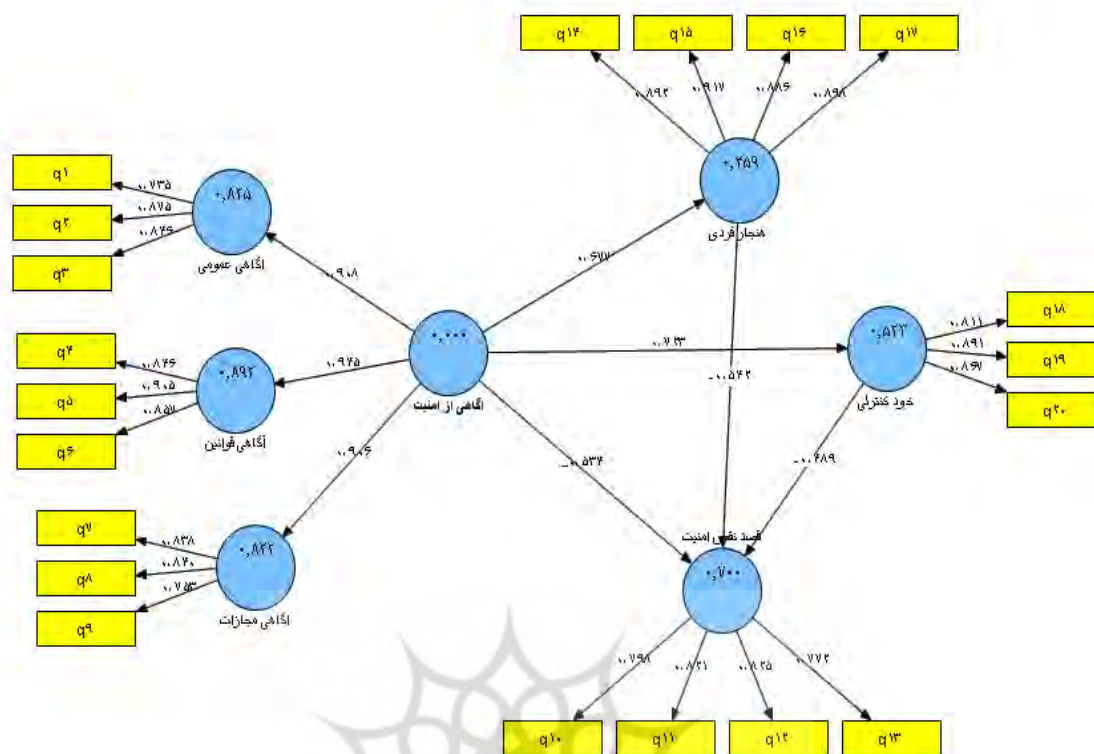 q۱۴ q۱۵ q۱۶ q۱۷
۰.۸۹۲ ۰.۹۱۷ ۰.۸۸۶ ۰.۸۹۸
۰,۴۵۹
هنجار فردی
q۱
q۲
q۳
۰.۷۳۵
۰.۸۷۵
۰.۸۴۶
۰,۸۲۵
آگاهی عمومی
۰.۹۰۸
۰.۶۷۷
q۴
q۵
q۶
۰.۸۴۶
۰.۹۰۵
۰.۸۵۷
۰,۸۹۲
آگاهی قوانین
۰.۹۴۵
۰,۰۰۰
آگاهی از امنیت
۰.۷۲۳
-۰.۵۴۲
۰,۵۲۳
خود کنترلی
۰.۸۱۱
۰.۸۹۱
۰.۸۶۷
q۱۸
q۱۹
q۲۰
۰.۹۰۶
-۰.۵۳۴
-۰.۴۸۹
q۷
q۸
q۹
۰.۸۳۸
۰.۸۴۰
۰.۷۵۳
۰,۸۲۲
آگاهی مجازات
قصد نقض امنیت
۰,۷۰۰
۰.۷۹۸ ۰.۸۲۱ ۰.۸۲۵ ۰.۷۷۲
q۱۰ q۱۱ q۱۲ q۱۳